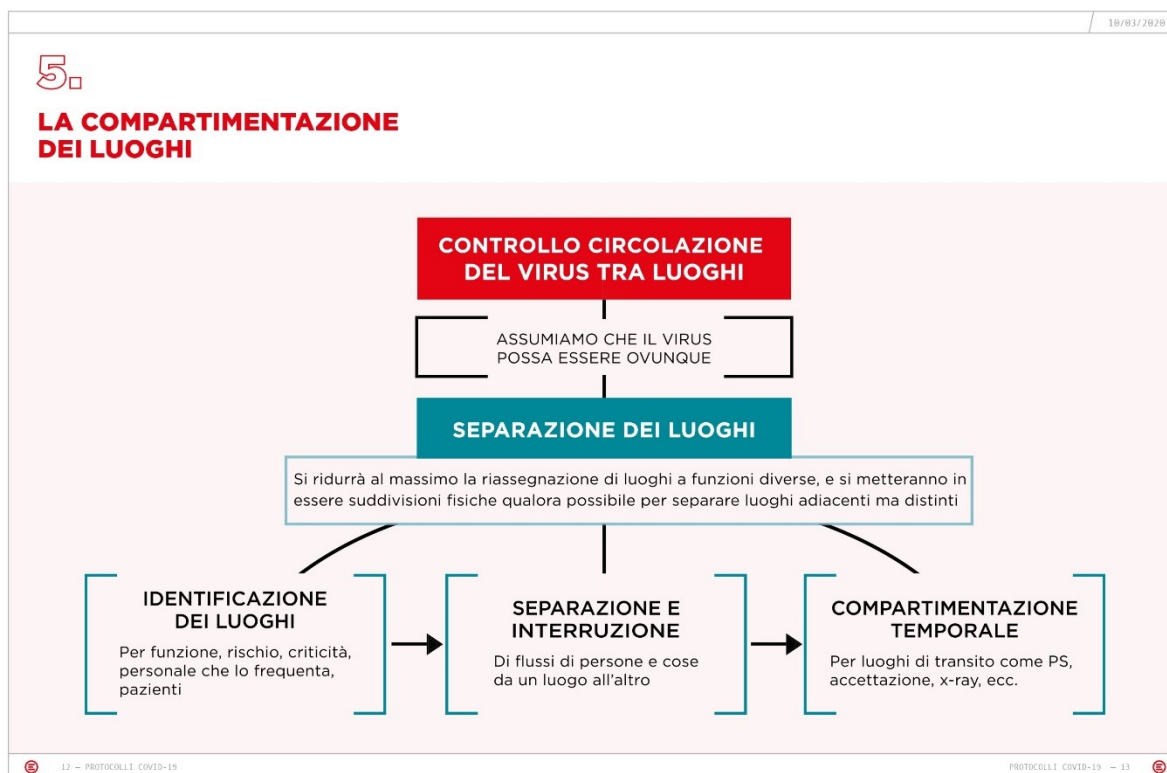 10/03/2020
5.
LA COMPARTIMENTAZIONE
DEI LUOGHI
CONTROLLO CIRCOLAZIONE
DEL VIRUS TRA LUOGHI
ASSUMIAMO CHE IL VIRUS
POSSA ESSERE OVUNQUE
SEPARAZIONE DEI LUOGHI
Si ridurrà al massimo la riassegnazione di luoghi a funzioni diverse, e si metteranno in
essere suddivisioni fisiche qualora possibile per separare luoghi adiacenti ma distinti
IDENTIFICAZIONE
DEI LUOGHI
Per funzione, rischio, criticità,
personale che lo frequenta,
pazienti
SEPARAZIONE E
INTERRUZIONE
Di flussi di persone e cose
da un luogo all'altro
COMPARTIMENTAZIONE
TEMPORALE
Per luoghi di transito come PS,
accettazione, x-ray, ecc.
E 12 — PROTOCOLLI COVID-19
PROTOCOLLI COVID-19 — 13 E